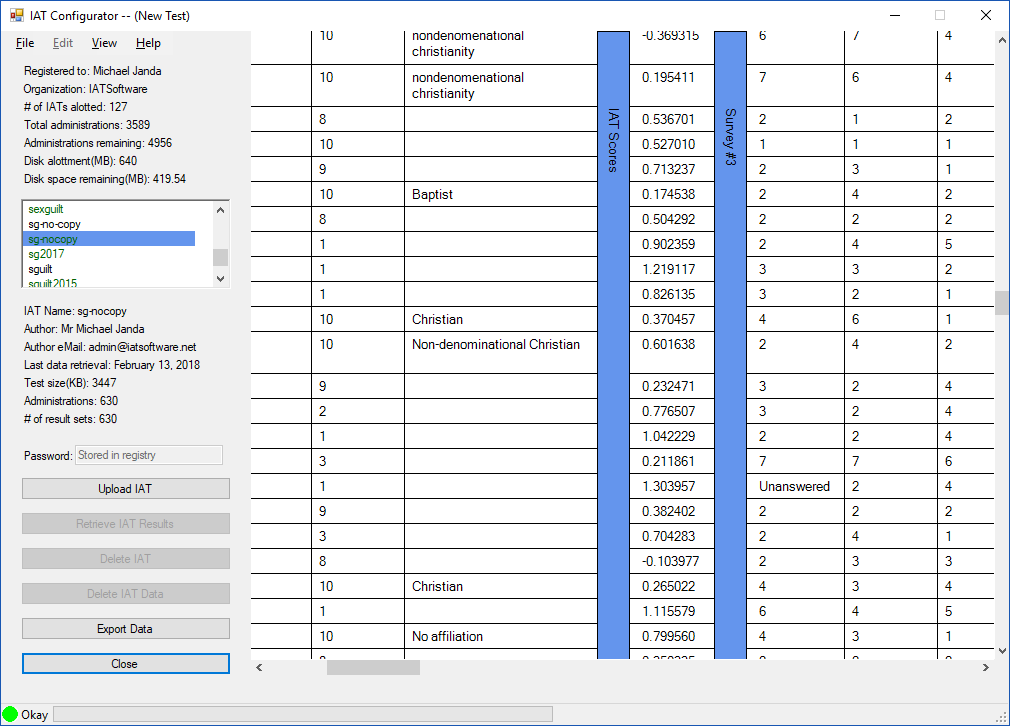 IAT Configurator -- (New Test)
File Edit View Help
Registered to: Michael Janda
Organization: IATSoftware
# of IATs alotted: 127
Total administrations: 3589
Administrations remaining: 4956
Disk alottment(MB): 640
Disk space remaining(MB): 419.54
sexguilt
sg-no-copy
sg-nocopy
sg2017
sguilt
sguilt2015
IAT Name: sg-nocopy
Author: Mr Michael Janda
Author eMail: admin@iatsoftware.net
Last data retrieval: February 13, 2018
Test size(KB): 3447
Administrations: 630
# of result sets: 630
Password: Stored in registry
Upload IAT
Retrieve IAT Results
Delete IAT
Delete IAT Data
Export Data
Close
Okay
IAT Scores
Survey #3
10 nondenomenational -0.369315 6 7 4
christianity
10 nondenomenational 0.195411 7 6 4
christianity
8 0.536701 2 1 2
10 0.527010 1 1 1
9 0.713237 2 3 1
10 Baptist 0.174538 2 4 2
8 0.504292 2 2 2
1 0.902359 2 4 5
1 1.219117 3 3 2
1 0.826135 3 2 1
10 Christian 0.370457 4 6 1
10 Non-denominational Christian 0.601638 2 4 2
9 0.232471 3 2 4
2 0.776507 3 2 4
1 1.042229 2 2 4
3 0.211861 7 7 6
1 1.303957 Unanswered 2 4
9 0.382402 2 2 2
3 0.704283 2 4 1
8 -0.103977 2 3 3
10 Christian 0.265022 4 3 4
1 1.115579 6 4 5
10 No affiliation 0.799560 4 3 1